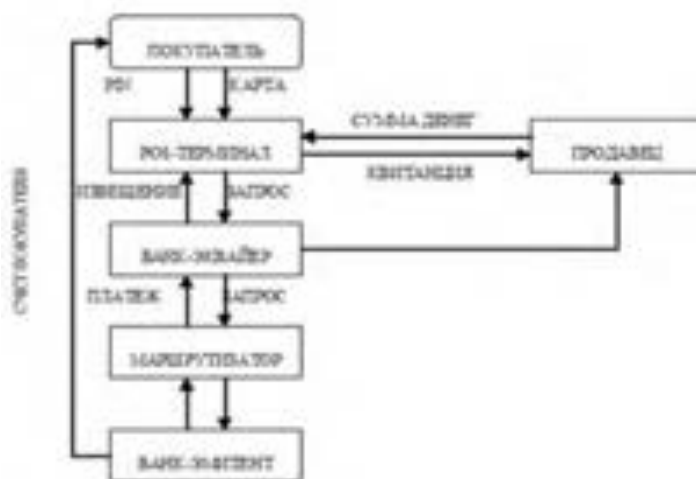 ПОКУПАТЕЛЬ
PIN КАРТА
СУММА ДЕНЕГ
POS-ТЕРМИНАЛ
ПРОДАВЕЦ
КВИТАНЦИЯ
ИЗВЕЩЕНИЕ ЗАПРОС
БАНК-ЭКВАЙЕР
ПЛАТЕЖ ЗАПРОС
МАРШРУТИЗАТОР
БАНК-ЭМИТЕНТ
СЧЕТ ПОКУПАТЕЛЯ